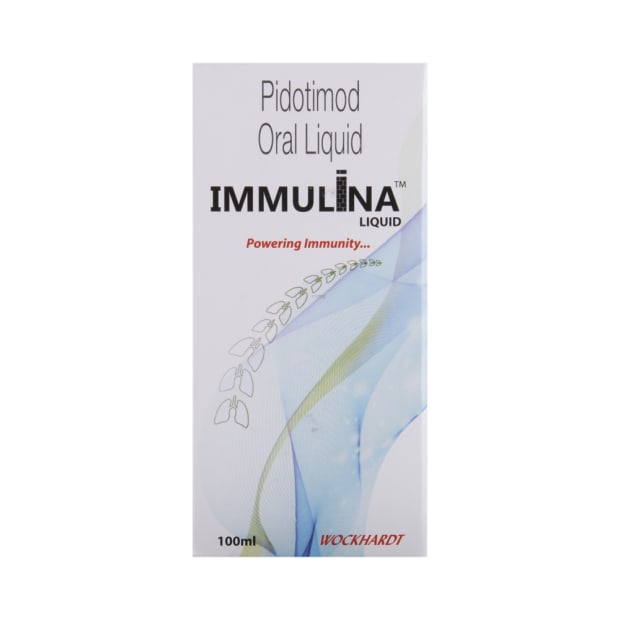 Pidotimod
Oral Liquid
IMMULINA™
LIQUID
Powering Immunity...
100ml
WOCKHARDT